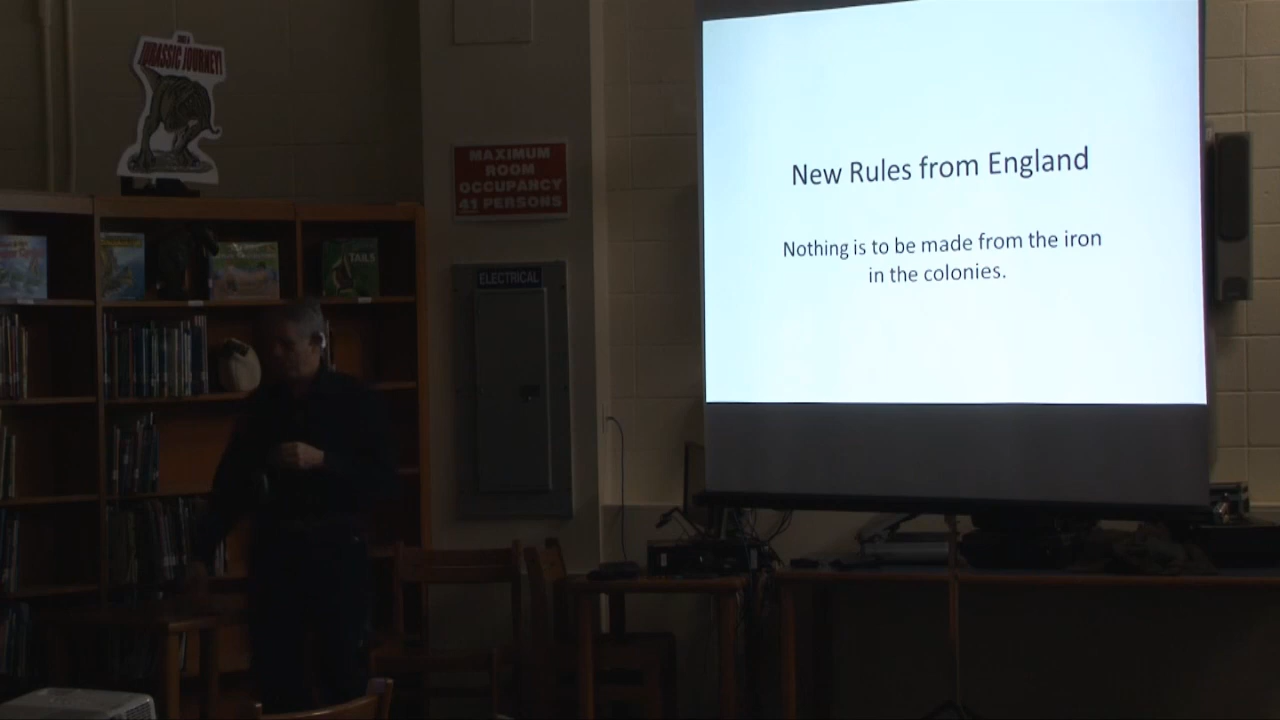 JURASSIC JOURNEY!
MAXIMUM
ROOM
OCCUPANCY
41 PERSONS
ELECTRICAL
TAILS
New Rules from England
Nothing is to be made from the iron
in the colonies.